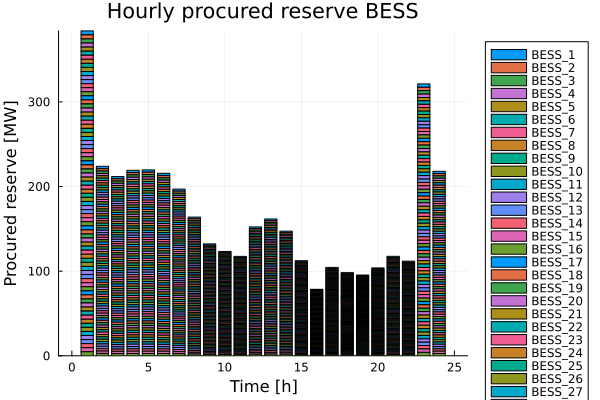 Hourly procured reserve BESS
Procured reserve [MW]
300
200
100
0
0
5
10
15
20
25
Time [h]
BESS_1
BESS_2
BESS_3
BESS_4
BESS_5
BESS_6
BESS_7
BESS_8
BESS_9
BESS_10
BESS_11
BESS_12
BESS_13
BESS_14
BESS_15
BESS_16
BESS_17
BESS_18
BESS_19
BESS_20
BESS_21
BESS_22
BESS_23
BESS_24
BESS_25
BESS_26
BESS_27